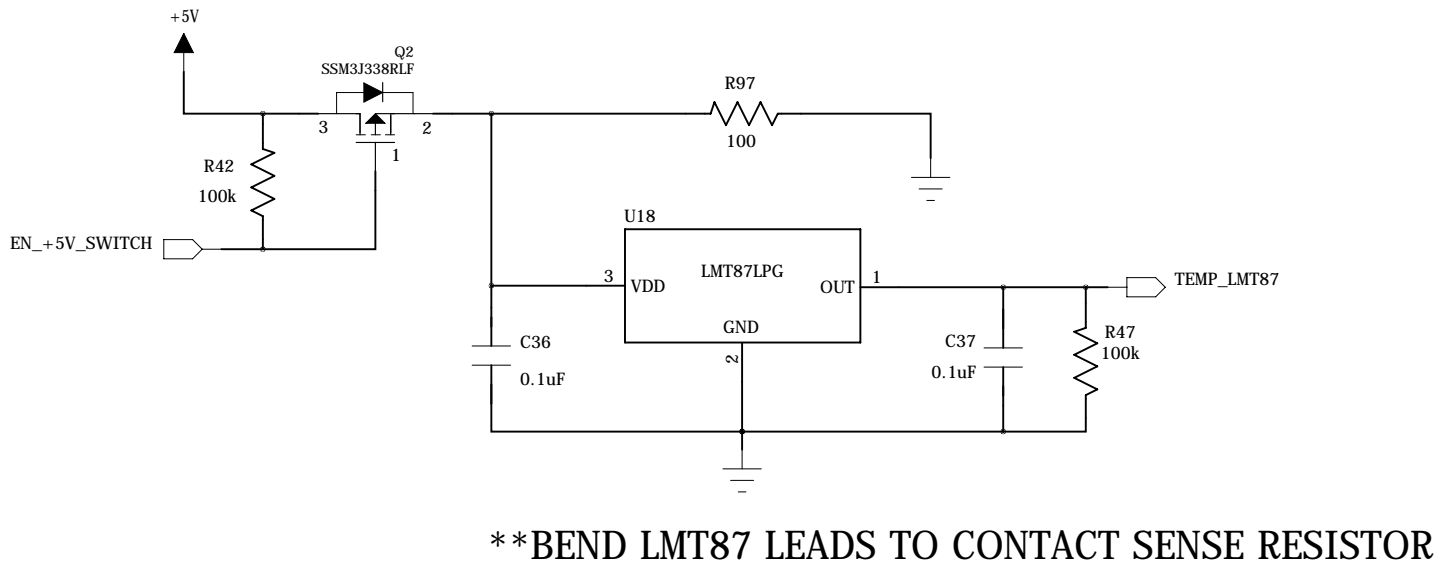 +5V
Q2
SSM3J338RLF
3
2
1
R42
100k
EN_+5V_SWITCH
R97
100
U18
LMT87LPG
3
VDD
OUT
1
GND
2
TEMP_LMT87
C36
0.1uF
C37
0.1uF
R47
100k
**BEND LMT87 LEADS TO CONTACT SENSE RESISTOR